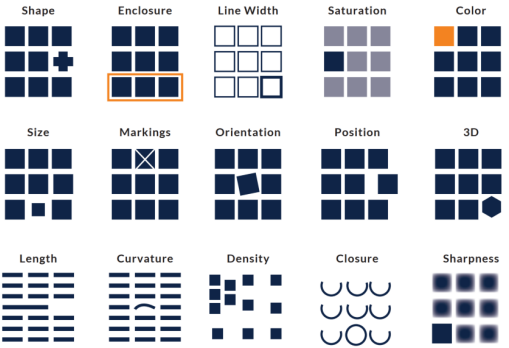 Shape Enclosure Line Width Saturation Color
Size Markings Orientation Position 3D
Length Curvature Density Closure Sharpness